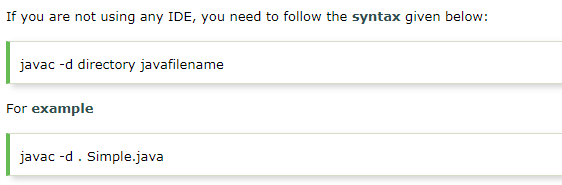 If you are not using any IDE, you need to follow the syntax given below:
javac -d directory javafilename
For example
javac -d . Simple.java